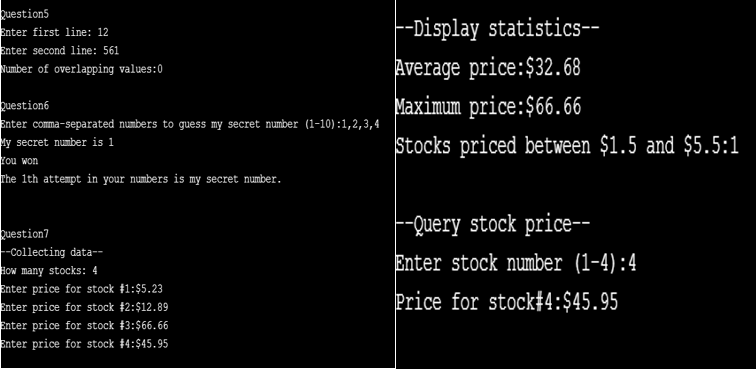 Question5
Enter first line: 12
Enter second line: 561
Number of overlapping values:0
Question6
Enter comma-separated numbers to guess my secret number (1-10):1,2,3,4
My secret number is 1
You won
The 1th attempt in your numbers is my secret number.
Question7
--Collecting data--
How many stocks: 4
Enter price for stock #1:$5.23
Enter price for stock #2:$12.89
Enter price for stock #3:$66.66
Enter price for stock #4:$45.95
--Display statistics--
Average price:$32.68
Maximum price:$66.66
Stocks priced between $1.5 and $5.5:1
--Query stock price--
Enter stock number (1-4):4
Price for stock#4:$45.95